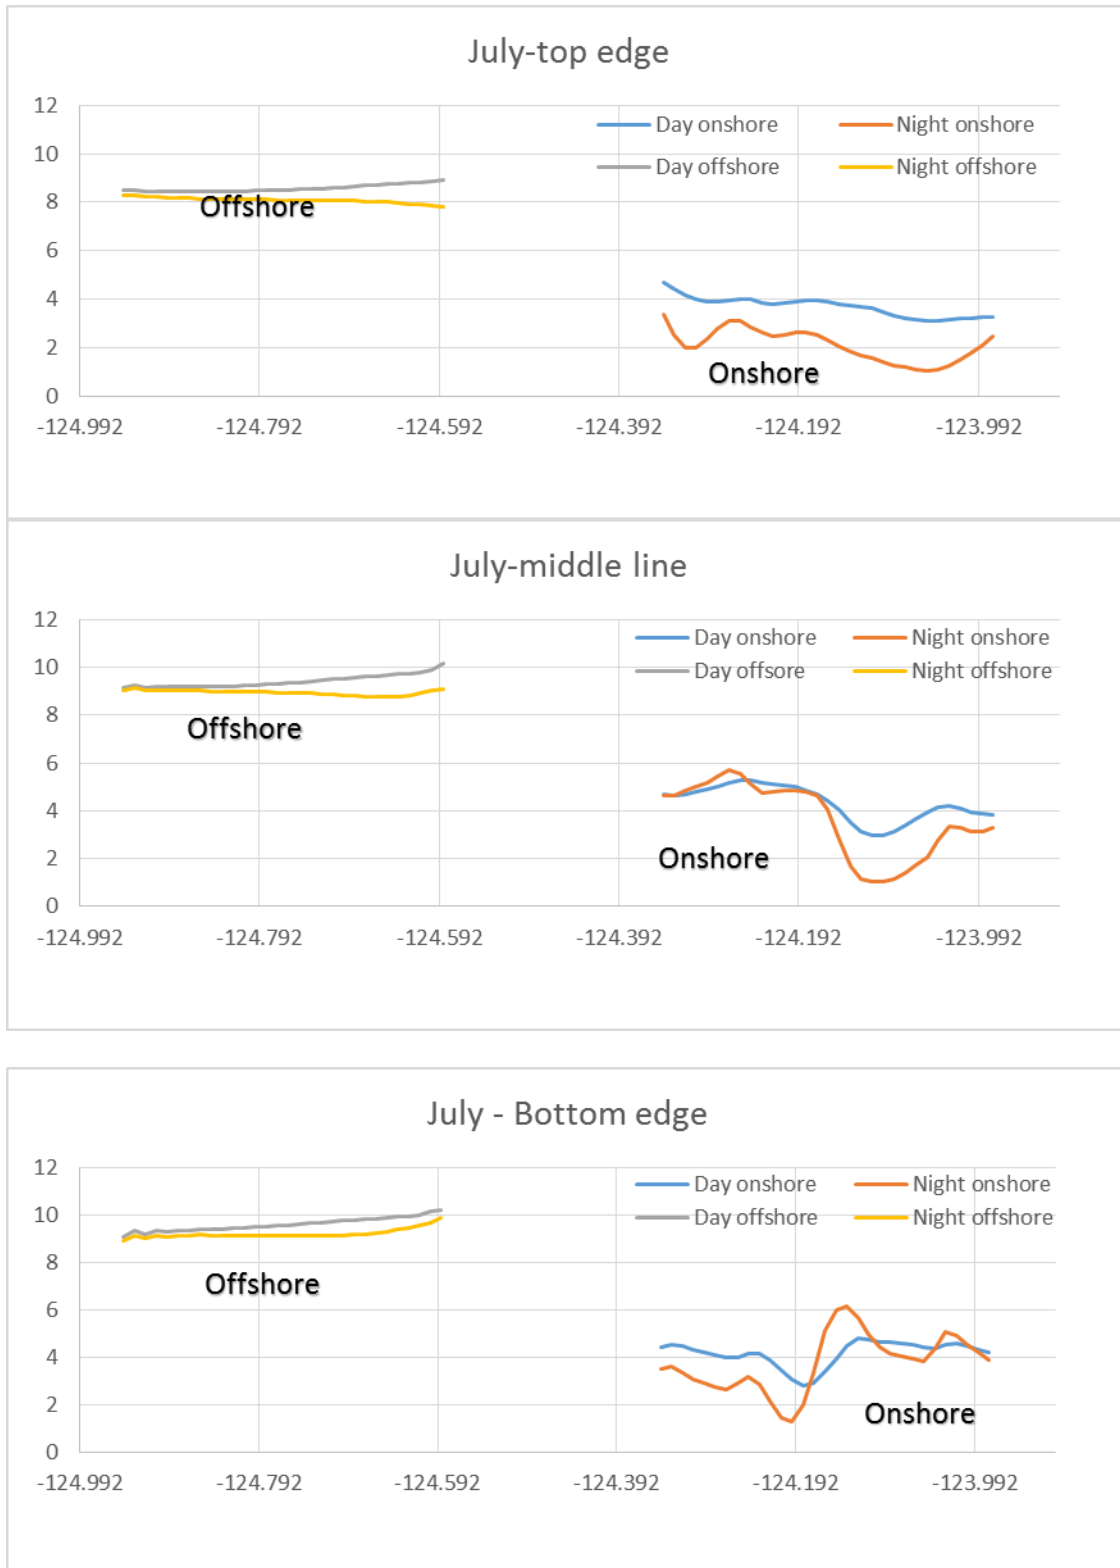 July-top edge
12
Day onshore Night onshore
10
Day offshore Night offshore
8
Offshore
6
4
2
Onshore
0
-124.992 -124.792 -124.592 -124.392 -124.192 -123.992
July-middle line
12
Day onshore Night onshore
10
Day offsore Night offshore
8
Offshore
6
4
2
Onshore
0
-124.992 -124.792 -124.592 -124.392 -124.192 -123.992
July - Bottom edge
12
Day onshore Night onshore
10
Day offshore Night offshore
8
Offshore
6
4
2
Onshore
0
-124.992 -124.792 -124.592 -124.392 -124.192 -123.992